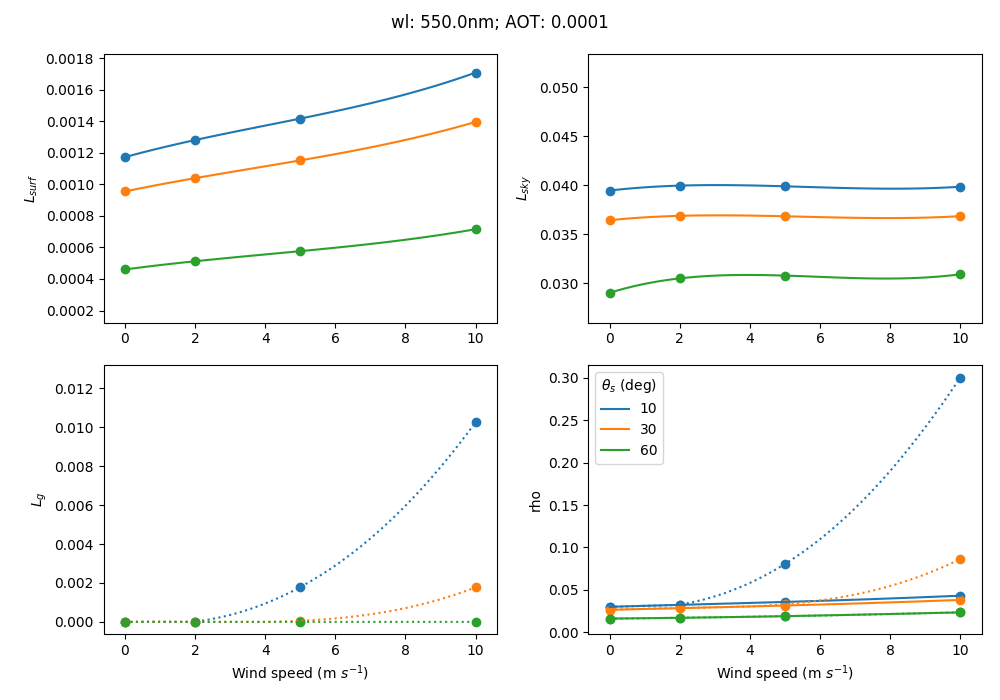 wl: 550.0nm; AOT: 0.0001
0.0018
0.0016
0.0014
0.0012
0.0010
0.0008
0.0006
0.0004
0.0002
L_surf
0 2 4 6 8 10
0.050
0.045
0.040
0.035
0.030
L_sky
0 2 4 6 8 10
0.012
0.010
0.008
0.006
0.004
0.002
0.000
L_g
0 2 4 6 8 10
Wind speed (m s⁻¹)
0.30
0.25
0.20
0.15
0.10
0.05
0.00
rho
θ_s (deg)
10
30
60
0 2 4 6 8 10
Wind speed (m s⁻¹)